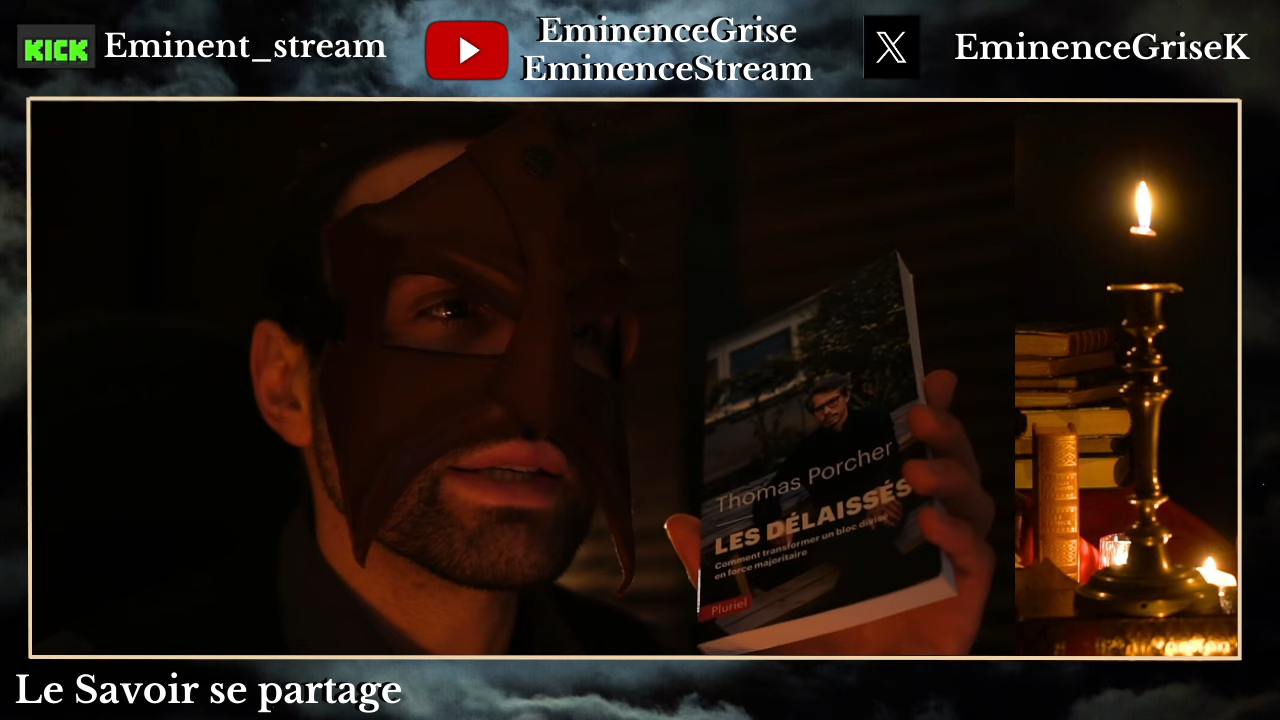 KICK Eminent_stream
EminenceGrise
EminenceStream
X EminenceGriseK
Thomas Porcher
LES DÉLAISSÉS
Comment transformer un bloc divisé
en force majoritaire
Pluriel
Le Savoir se partage